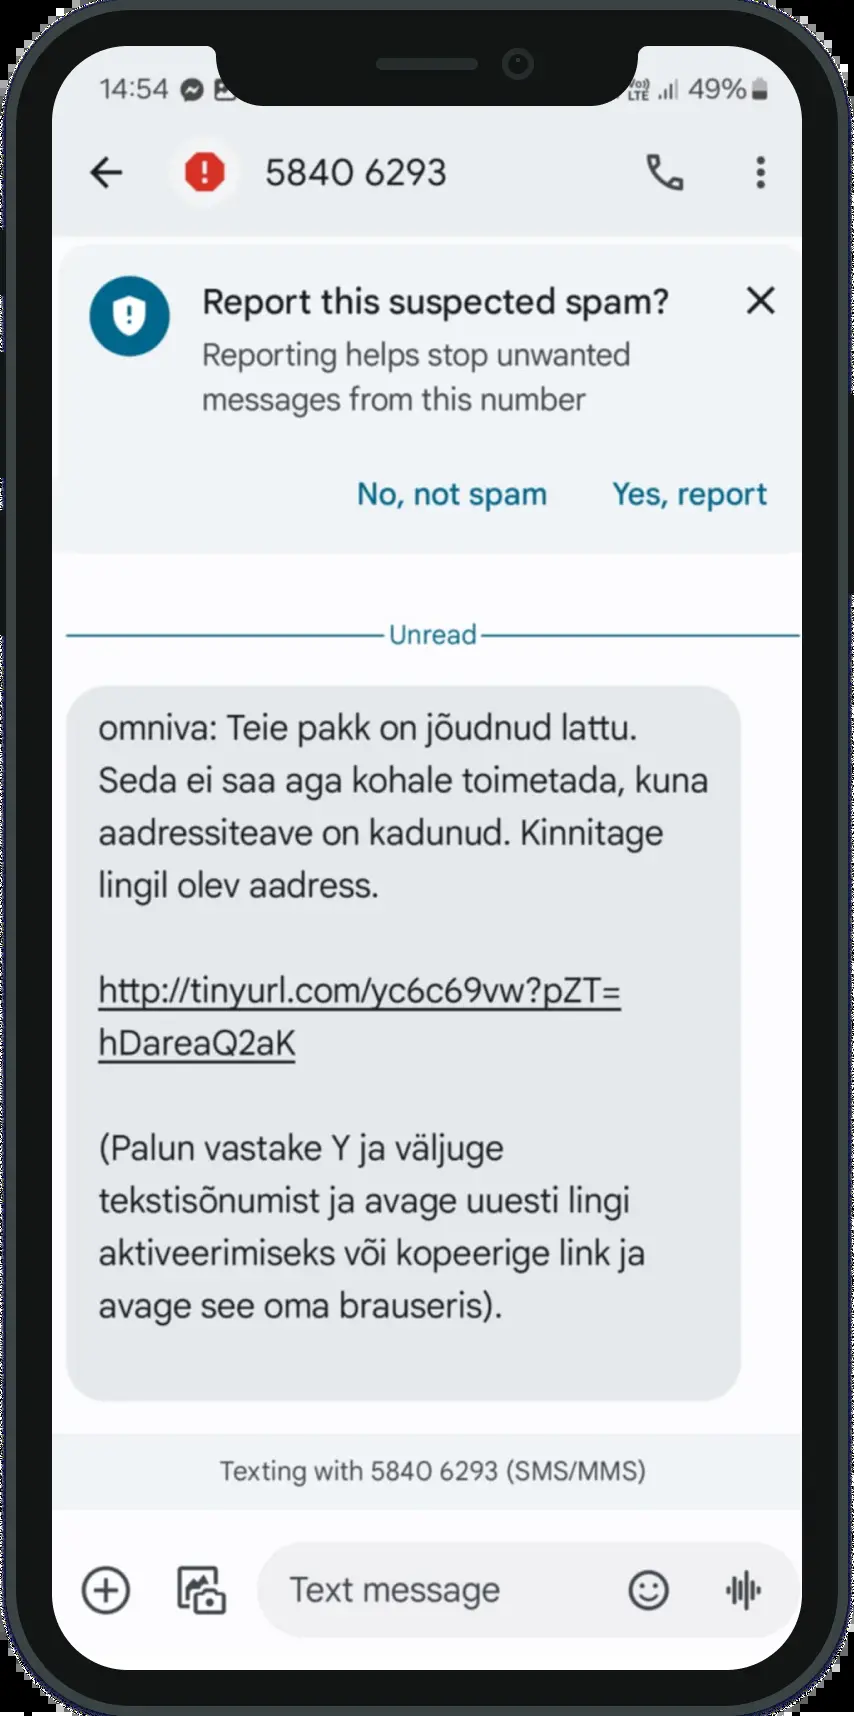 14:54
LTE
49%
5840 6293
Report this suspected spam?
Reporting helps stop unwanted
messages from this number
No, not spam
Yes, report
Unread
omniva: Teie pakk on jõudnud lattu.
Seda ei saa aga kohale toimetada, kuna
aadressiteave on kadunud. Kinnitage
lingil olev aadress.
http://tinyurl.com/yc6c69vw?pZT=
hDareaQ2aK
(Palun vastake Y ja väljuge
tekstisõnumist ja avage uuesti lingi
aktiveerimiseks või kopeerige link ja
avage see oma brauseris).
Texting with 5840 6293 (SMS/MMS)
Text message